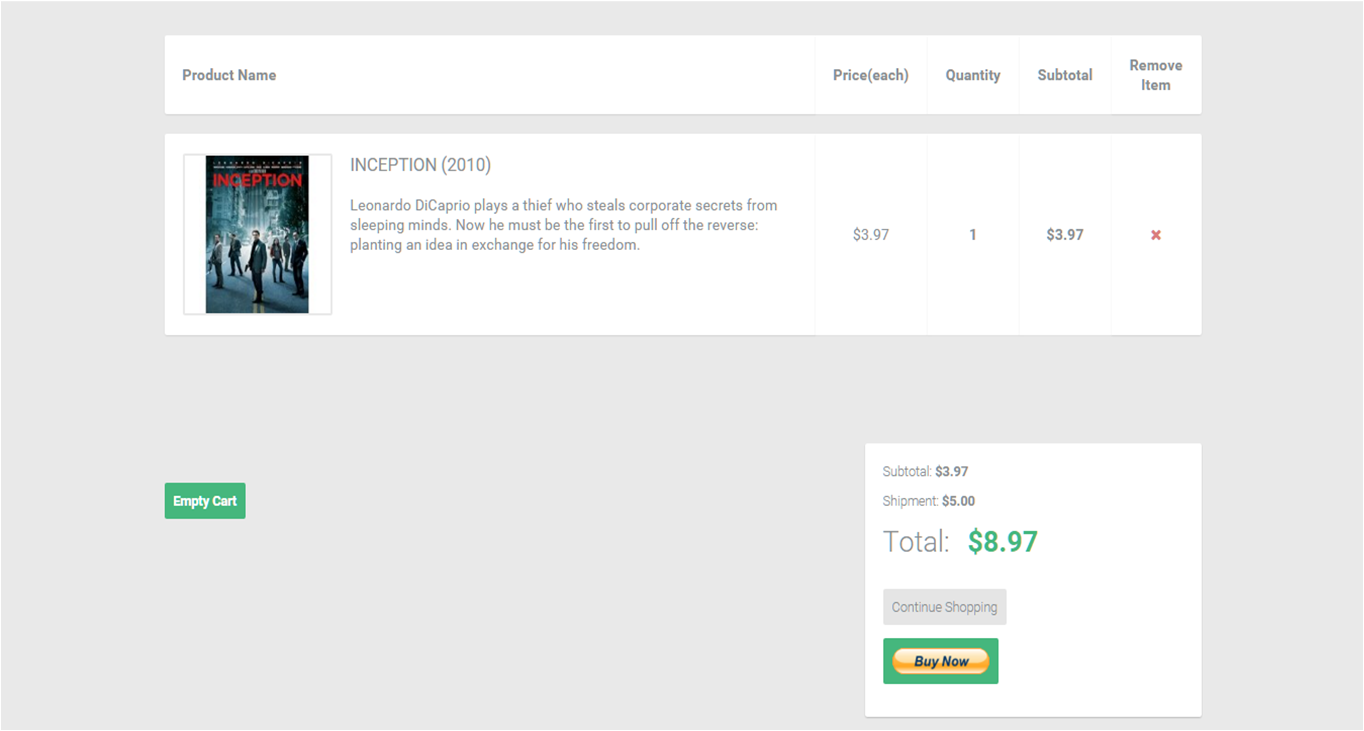 Product Name
Price(each)
Quantity
Subtotal
Remove
Item
INCEPTION
INCEPTION (2010)
Leonardo DiCaprio plays a thief who steals corporate secrets from
sleeping minds. Now he must be the first to pull off the reverse:
planting an idea in exchange for his freedom.
$3.97
1
$3.97
Subtotal: $3.97
Shipment: $5.00
Empty Cart
Total: $8.97
Continue Shopping
Buy Now